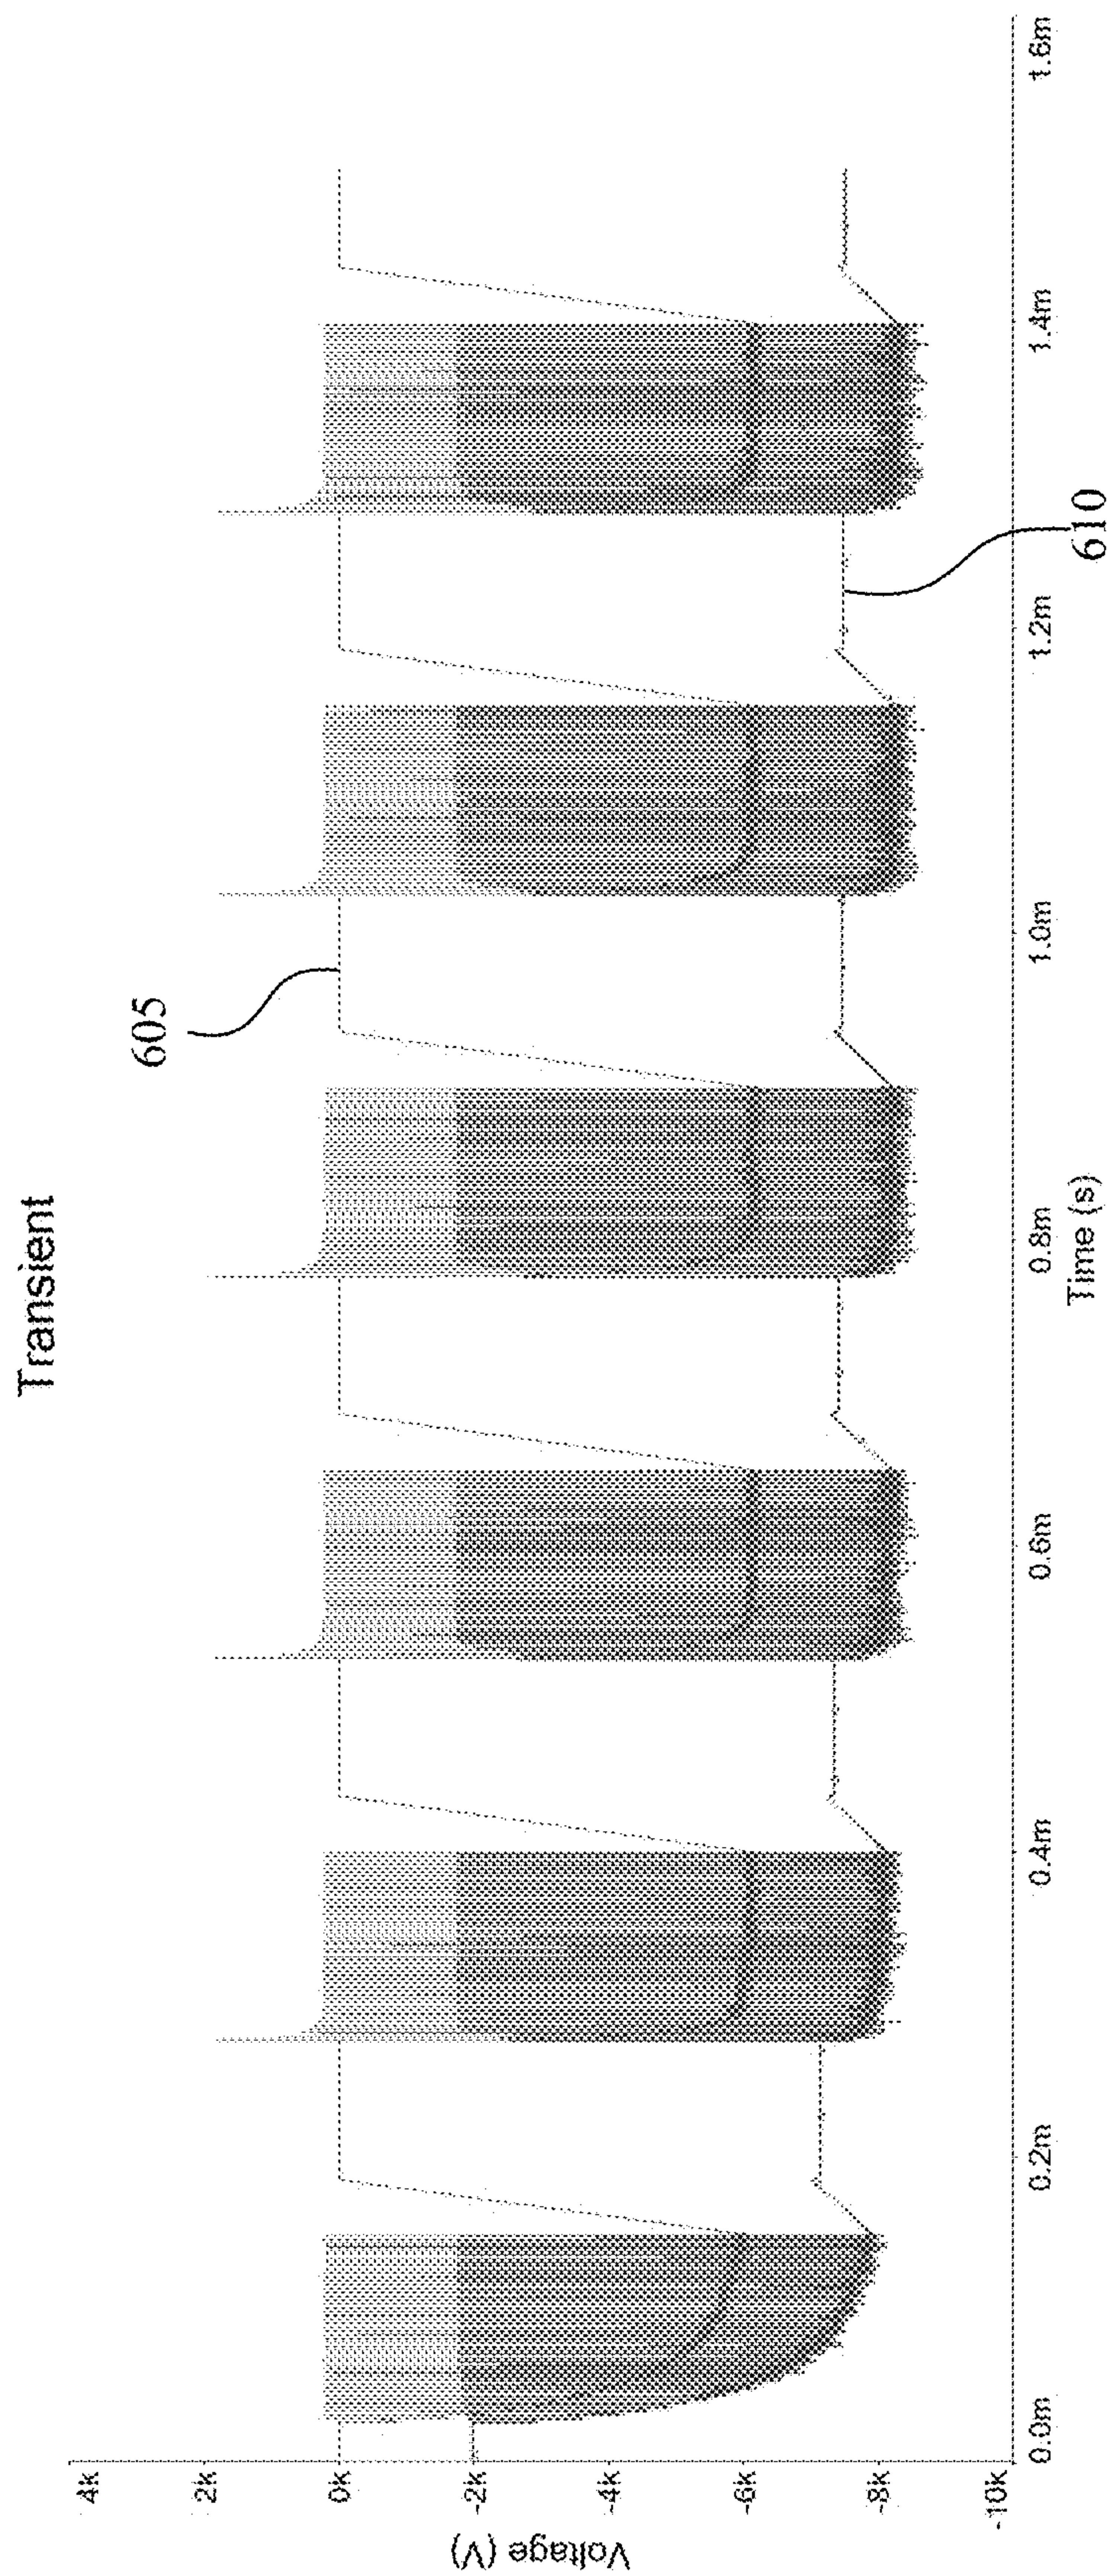 Transient
605
4k
2k
0k
-2k
-4k
-6k
-8k
-10k
Voltage (V)
0.0m
0.2m
0.4m
0.6m
0.8m
1.0m
1.2m
1.4m
1.6m
Time (s)
610